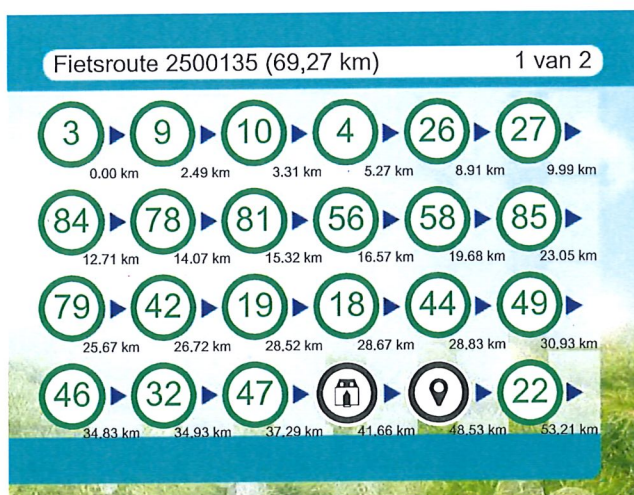 Fietsroute 2500135 (69,27 km) 1 van 2
3 9 10 4 26 27
0.00 km 2.49 km 3.31 km 5.27 km 8.91 km 9.99 km
84 78 81 56 58 85
12.71 km 14.07 km 15.32 km 16.57 km 19.68 km 23.05 km
79 42 19 18 44 49
25.67 km 26.72 km 28.52 km 28.67 km 28.83 km 30.93 km
46 32 47 22
34.83 km 34.93 km 37.29 km 41.66 km 48.53 km 53.21 km